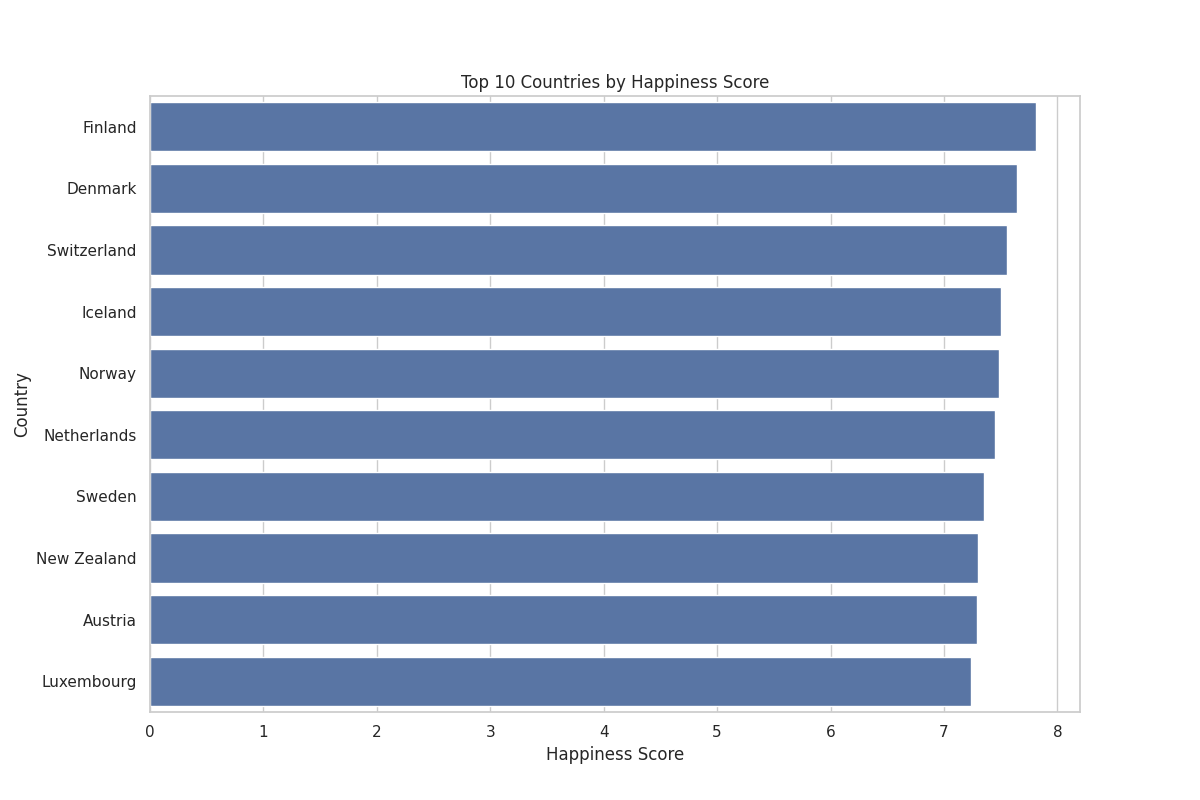 Top 10 Countries by Happiness Score
Finland
Denmark
Switzerland
Iceland
Norway
Netherlands
Sweden
New Zealand
Austria
Luxembourg
Country
0 1 2 3 4 5 6 7 8
Happiness Score